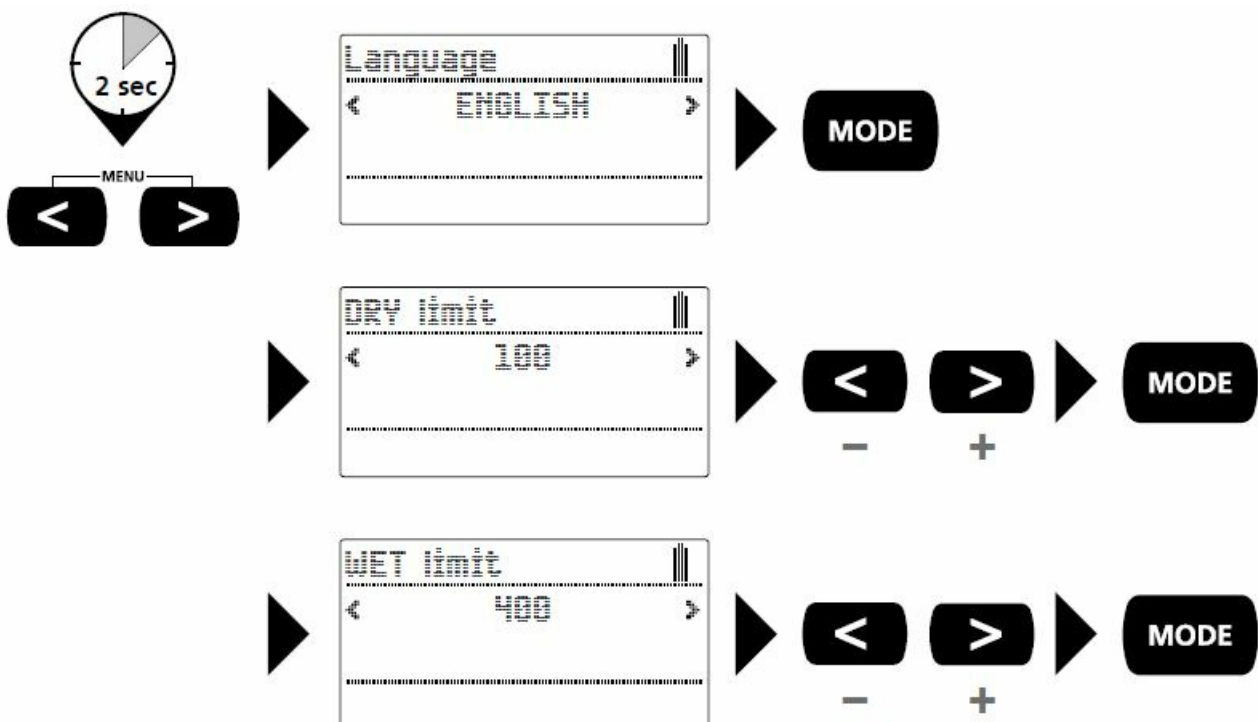 2 sec
MENU
< >
Language
< ENGLISH >
MODE
DRY limit
< 100 >
< >
MODE
− +
WET limit
< 400 >
< >
MODE
− +